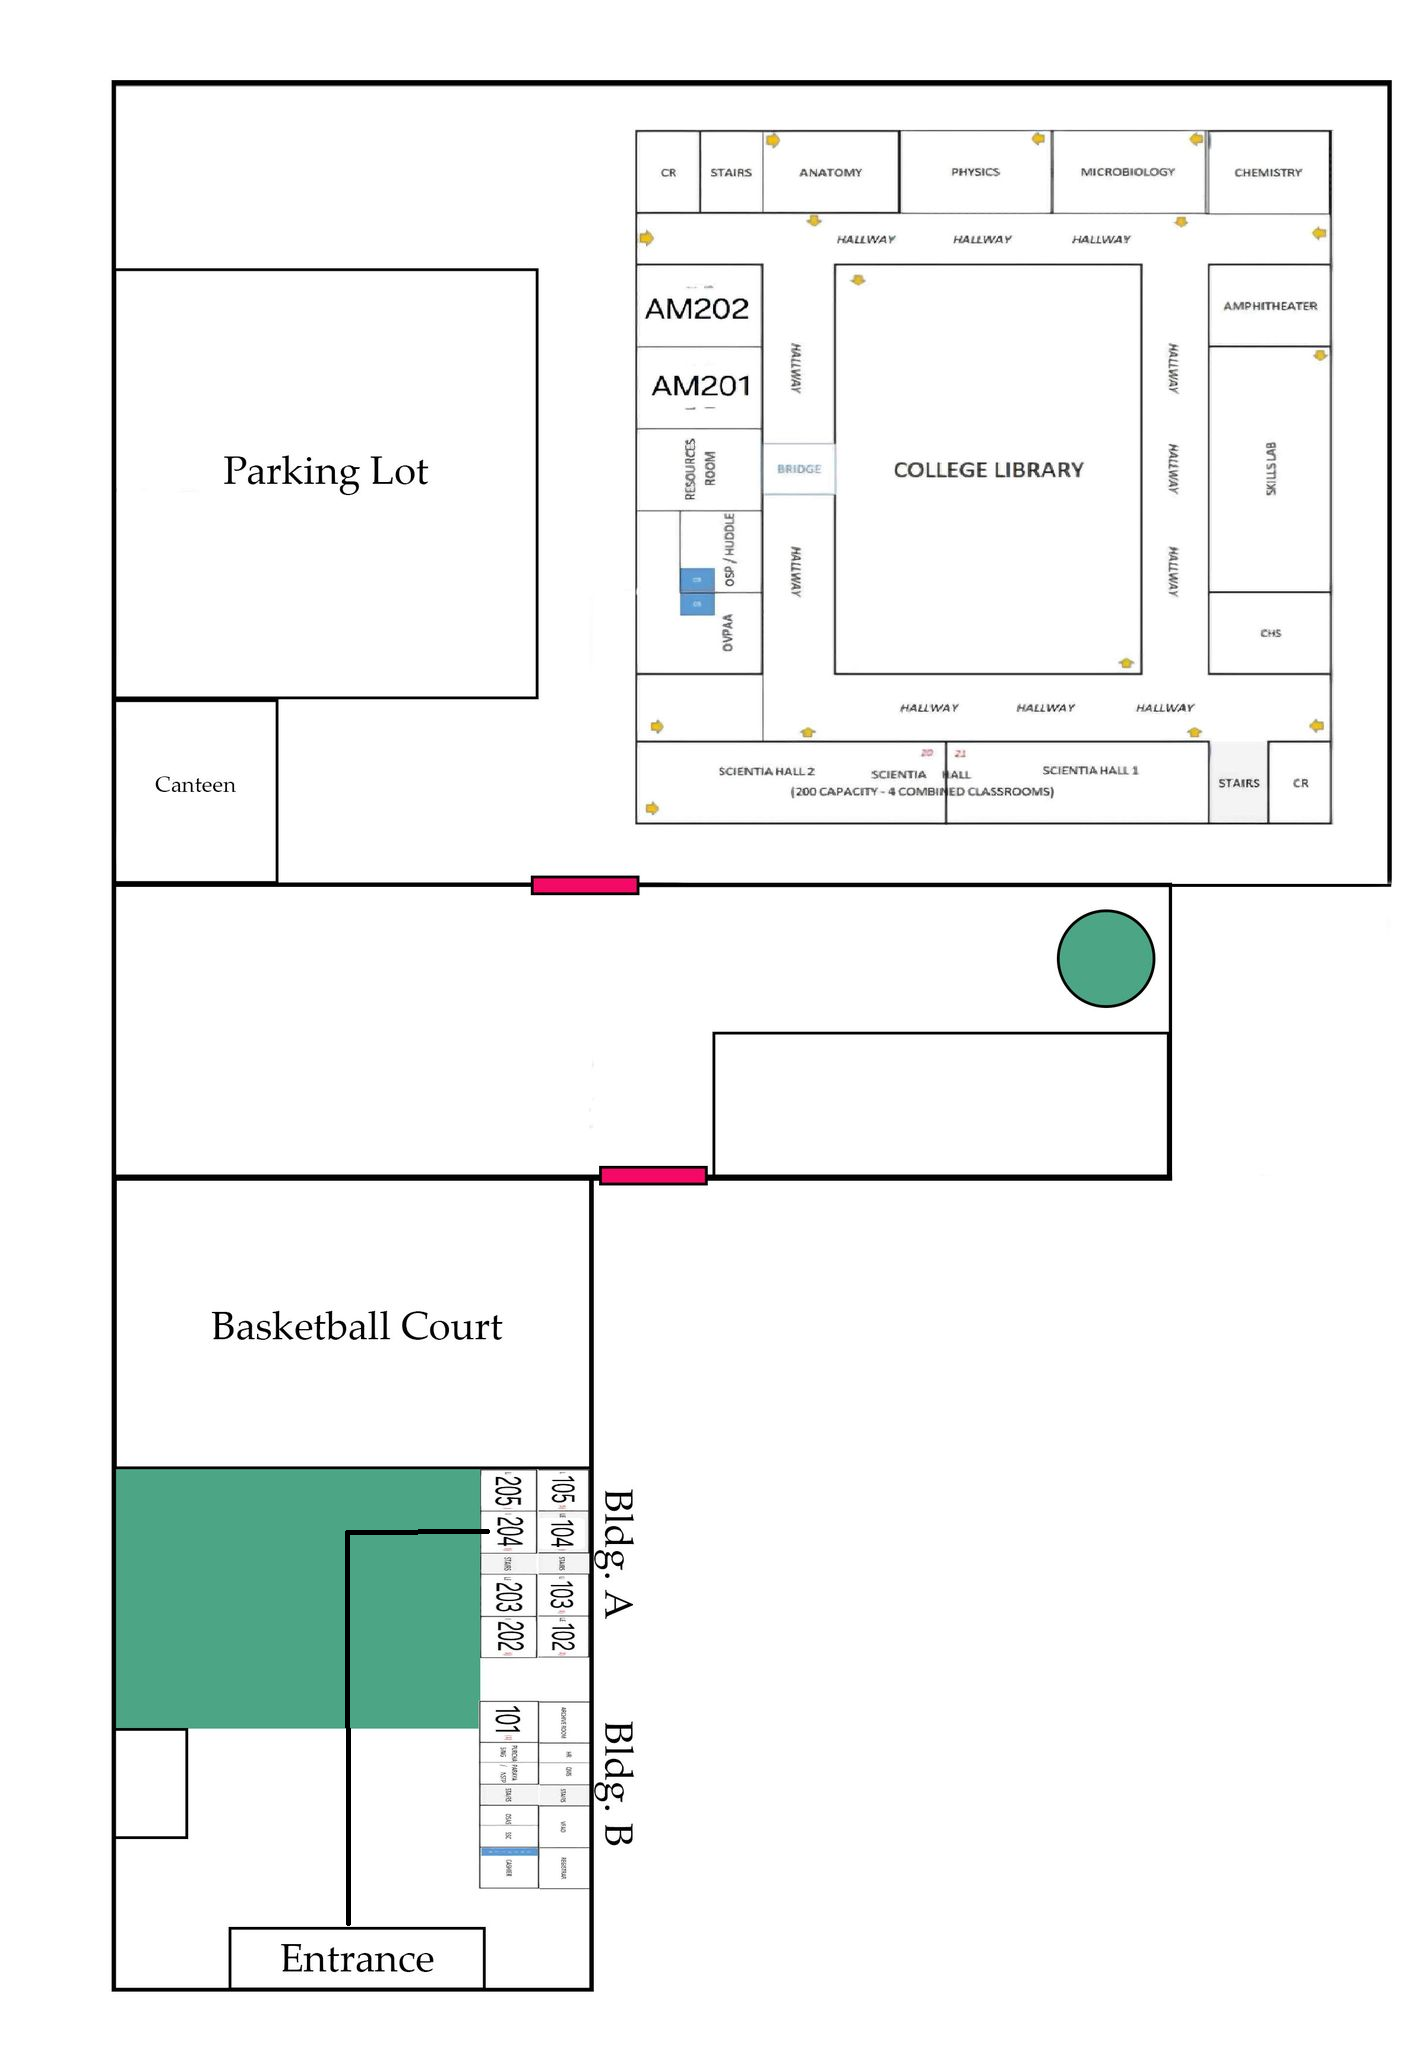 CR
STAIRS
ANATOMY
PHYSICS
MICROBIOLOGY
CHEMISTRY
HALLWAY
HALLWAY
HALLWAY
AM202
AM201
RESOURCES
ROOM
OSP / HUDDLE
OVPAA
HALLWAY
BRIDGE
HALLWAY
COLLEGE LIBRARY
HALLWAY
HALLWAY
HALLWAY
AMPHITHEATER
SKILLS LAB
CHS
HALLWAY
HALLWAY
HALLWAY
SCIENTIA HALL 2
20
21
SCIENTIA HALL 1
SCIENTIA HALL
(200 CAPACITY - 4 COMBINED CLASSROOMS)
STAIRS
CR
Parking Lot
Canteen
Basketball Court
205
105
204
104
STAIRS
STAIRS
203
103
202
102
Bldg. A
101
ARCHIVE ROOM
HR
STAIRS
STAIRS
SSC
CASHIER
REGISTRAR
Bldg. B
Entrance